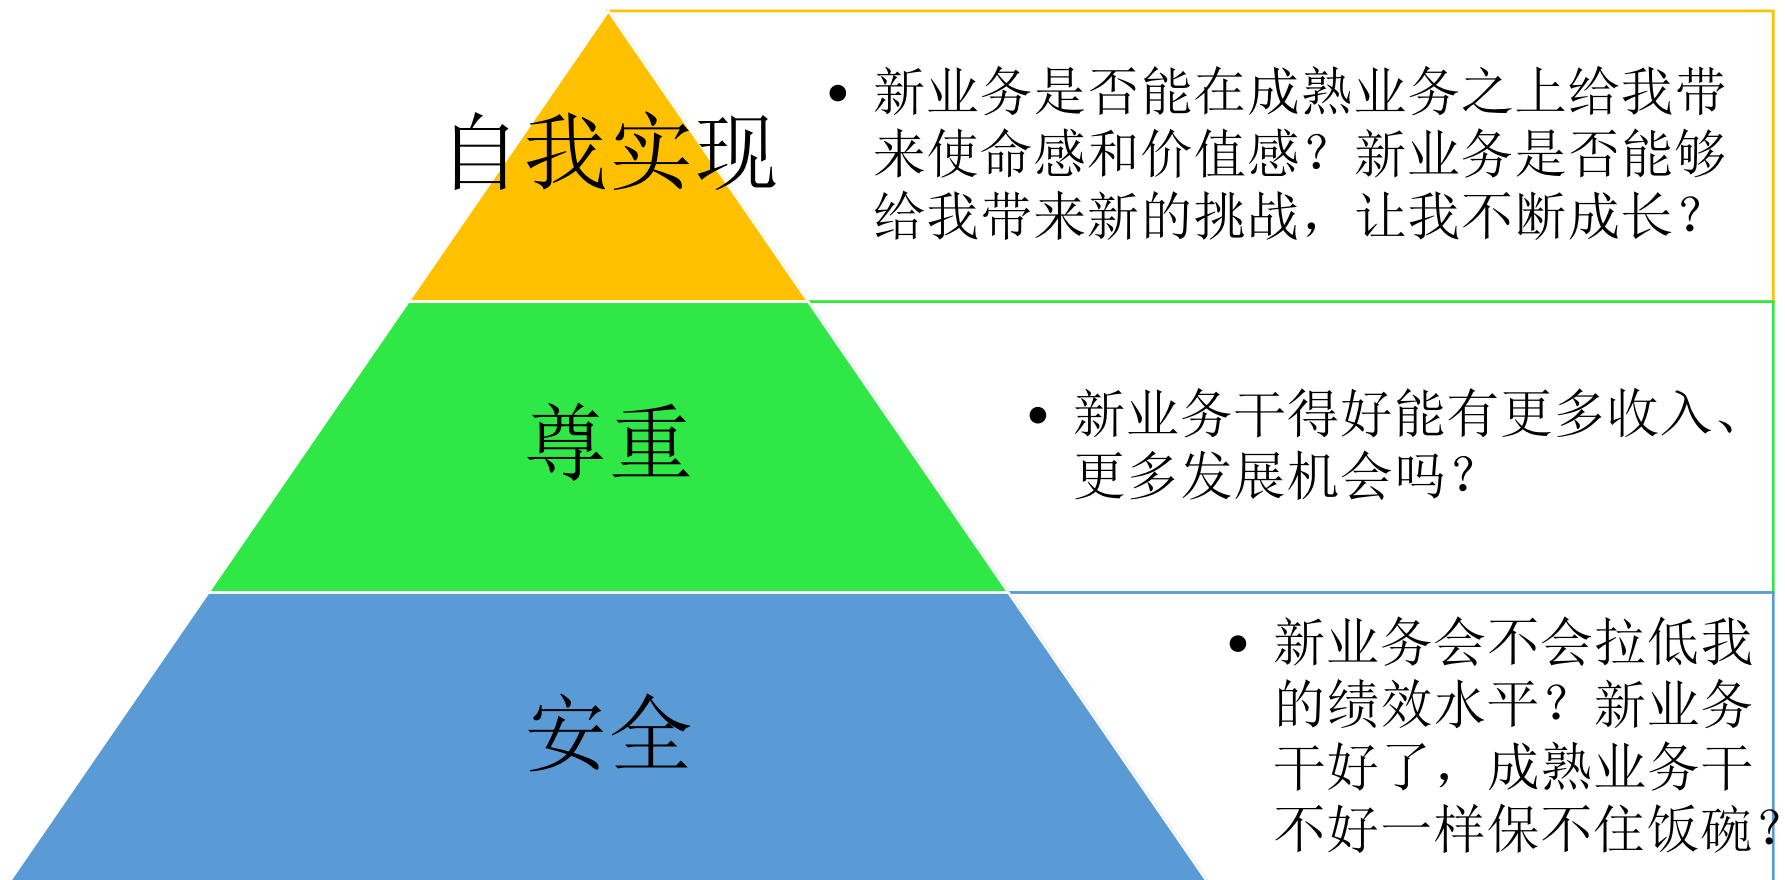 自我实现
• 新业务是否能在成熟业务之上给我带
来使命感和价值感？新业务是否能够
给我带来新的挑战，让我不断成长？
尊重
• 新业务干得好能有更多收入、
更多发展机会吗？
安全
• 新业务会不会拉低我
的绩效水平？新业务
干好了，成熟业务干
不好一样保不住饭碗？